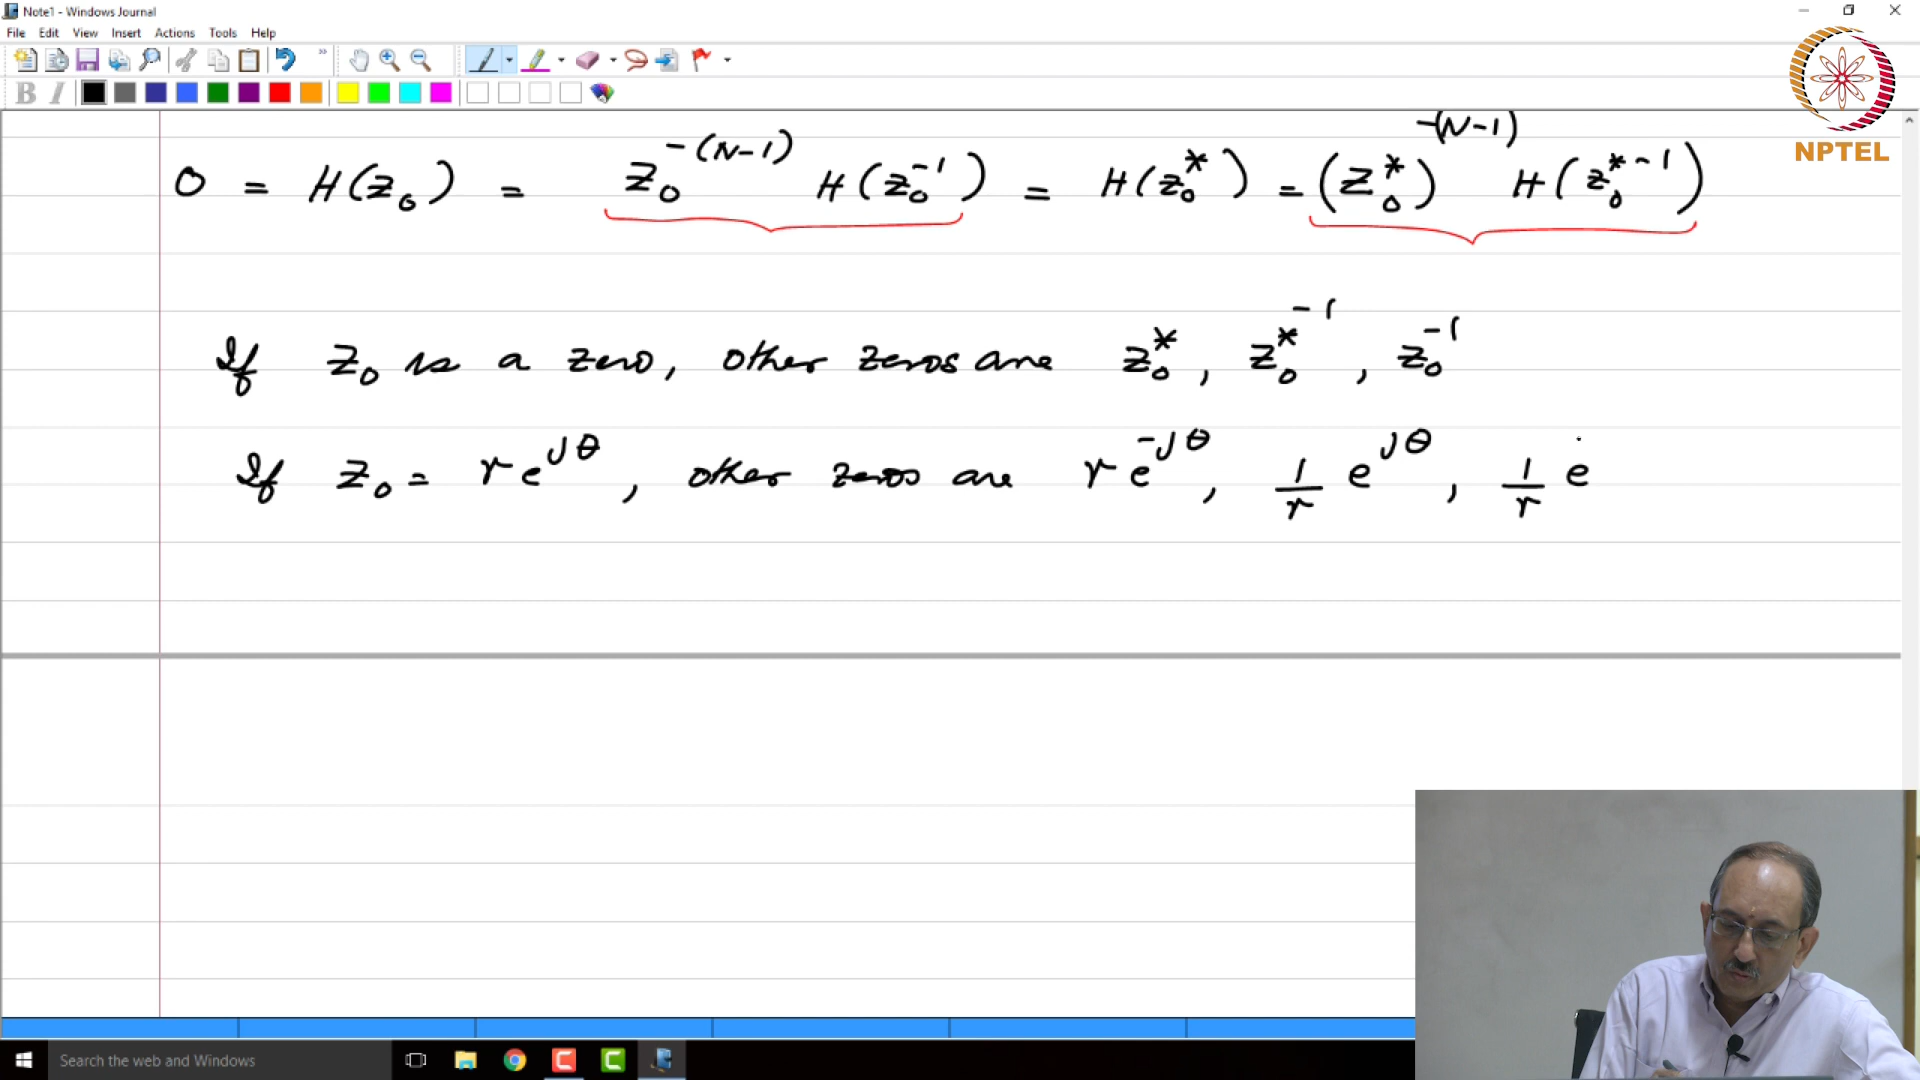 Note1 - Windows Journal
File Edit View Insert Actions Tools Help
B I
NPTEL
0 = H(z₀) = z₀^{-(N-1)} H(z₀^{-1}) = H(z₀^*) = (z₀^*)^{-(N-1)} H(z₀^{*-1})
If z₀ is a zero, other zeros are z₀^*, z₀^{*-1}, z₀^{-1}
If z₀ = r e^{jθ}, other zeros are r e^{-jθ}, \frac{1}{r} e^{jθ}, \frac{1}{r} e
Search the web and Windows